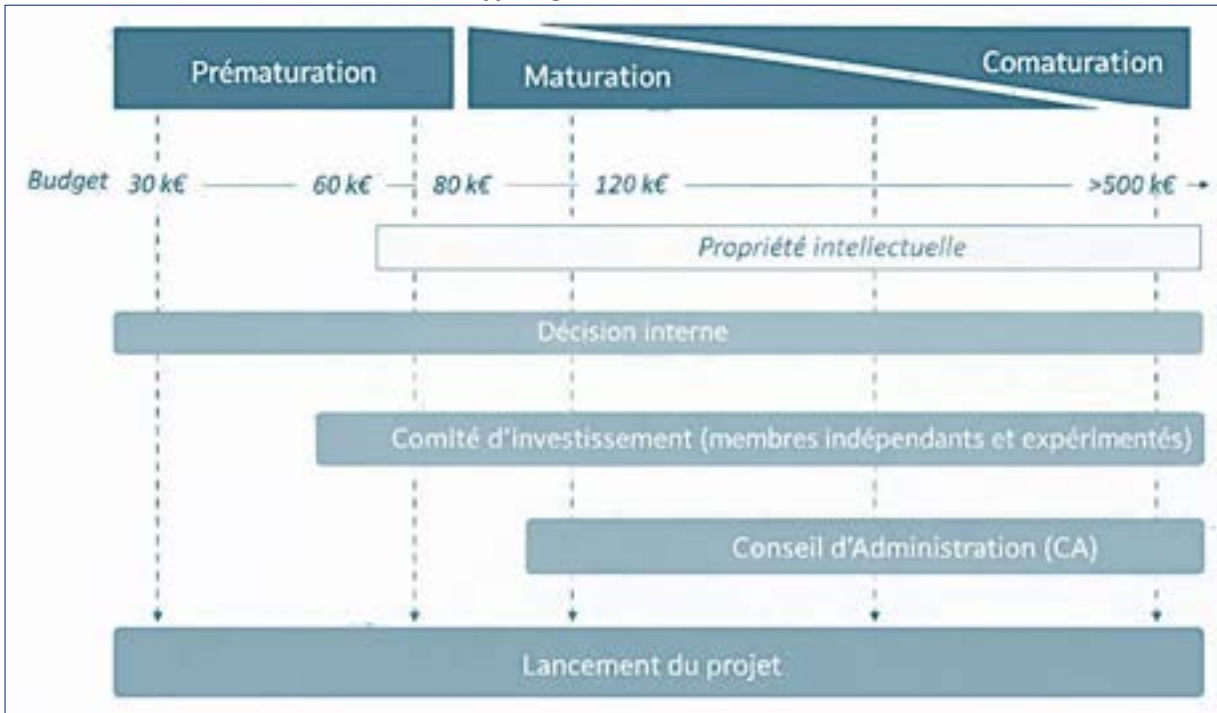 Prématuration
Maturation
Comaturation
Budget 30 k€ 60 k€ 80 k€ 120 k€ >500 k€
Propriété intellectuelle
Décision interne
Comité d'investissement (membres indépendants et expérimentés)
Conseil d'Administration (CA)
Lancement du projet